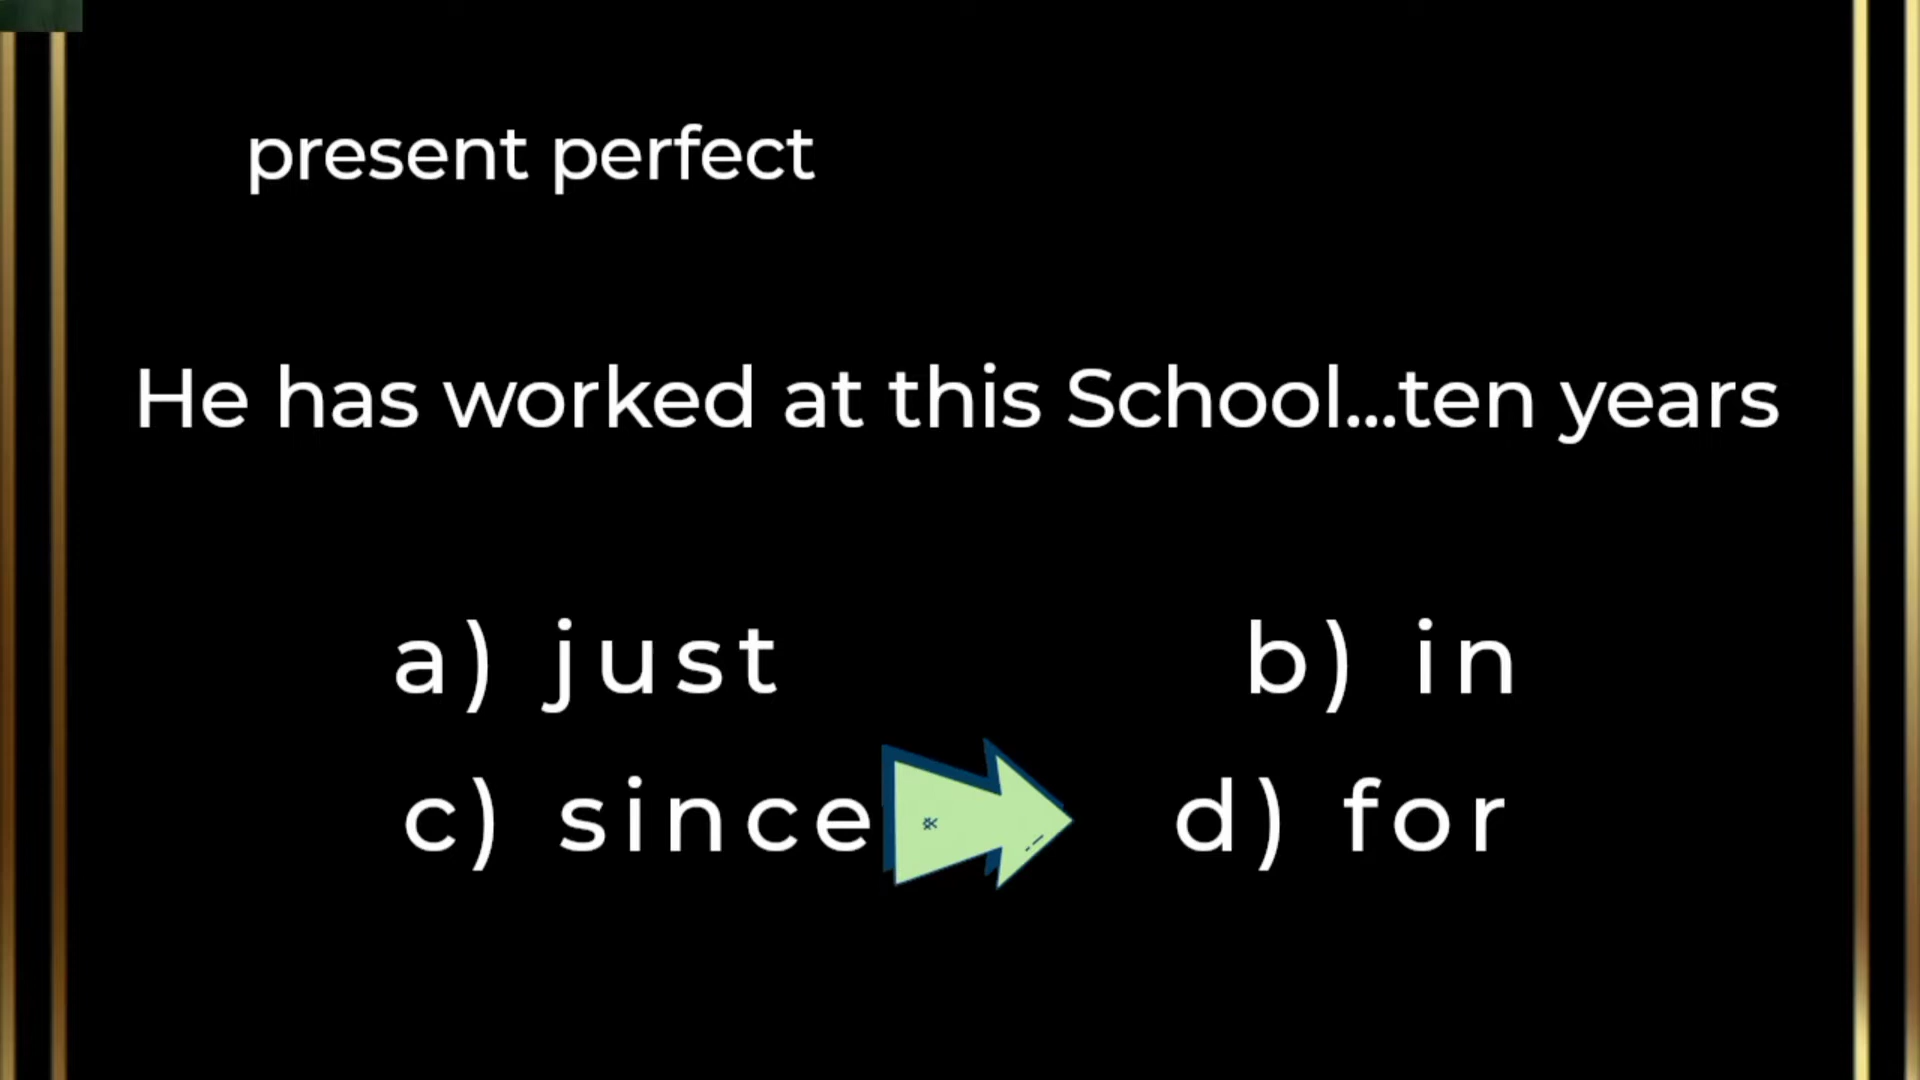 present perfect
He has worked at this School...ten years
a) just b) in
c) since d) for